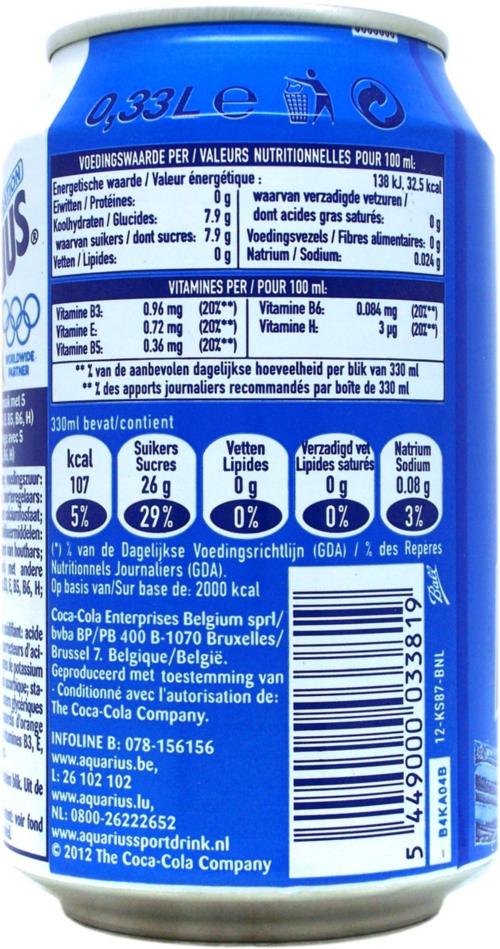 0,33L e
VOEDINGSWAARDE PER / VALEURS NUTRITIONNELLES POUR 100 ml:
Energetische waarde / Valeur énergétique : 138 kJ, 32.5 kcal
Eiwitten / Protéines: 0 g
Koolhydraten / Glucides: 7.9 g
waarvan suikers / dont sucres: 7.9 g
Vetten / Lipides: 0 g
waarvan verzadigde vetzuren /
dont acides gras saturés: 0 g
Voedingsvezels / Fibres alimentaires: 0 g
Natrium / Sodium: 0.024 g
VITAMINES PER / POUR 100 ml:
Vitamine B3: 0.96 mg (20%**)
Vitamine E: 0.72 mg (20%**)
Vitamine B5: 0.36 mg (20%**)
Vitamine B6: 0.084 mg (20%**)
Vitamine H: 3 µg (20%**)
** % van de aanbevolen dagelijkse hoeveelheid per blik van 330 ml
** % des apports journaliers recommandés par boîte de 330 ml
US®
WORLDWIDE
PARTNER
330ml bevat/contient
kcal
107
5%
Suikers
Sucres
26 g
29%
Vetten
Lipides
0 g
0%
Verzadigd vet
Lipides saturés
0 g
0%
Natrium
Sodium
0.08 g
3%
(*) % van de Dagelijkse Voedingsrichtlijn (GDA) / % des Repères
Nutritionnels Journaliers (GDA).
Op basis van/Sur base de: 2000 kcal
Coca-Cola Enterprises Belgium sprl/
bvba BP/PB 400 B-1070 Bruxelles/
Brussel 7. Belgique/België.
Geproduceerd met toestemming van
- Conditionné avec l'autorisation de:
The Coca-Cola Company.
INFOLINE B: 078-156156
www.aquarius.be,
L: 26 102 102
www.aquarius.lu,
NL: 0800-26222652
www.aquariussportdrink.nl
© 2012 The Coca-Cola Company
5 449000 033819
Ball
12-KS87-BNL
B4KA04B